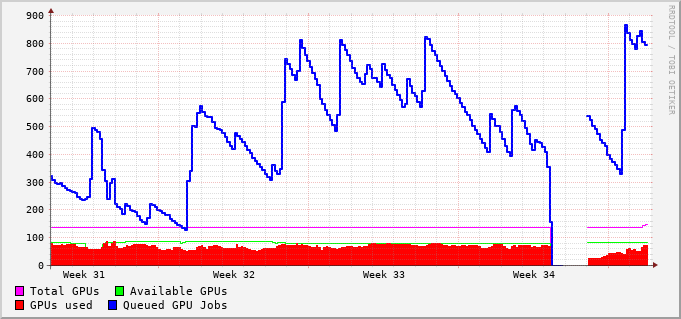 900
800
700
600
500
400
300
200
100
0
Week 31 Week 32 Week 33 Week 34
Total GPUs Available GPUs
GPUs used Queued GPU Jobs
RRDTOOL / TOBI OETIKER